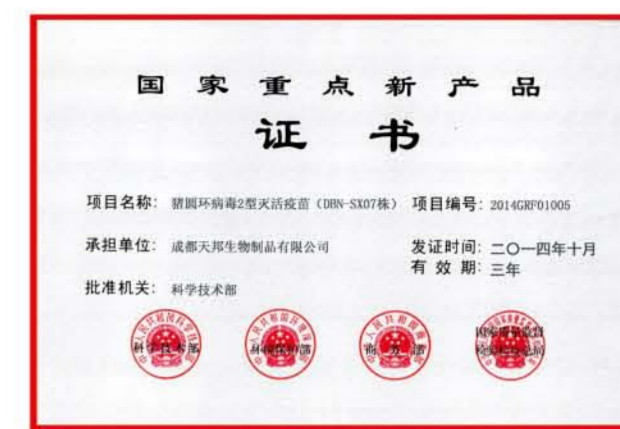 国家重点新产品
证书
项目名称: 猪圆环病毒2型灭活疫苗（DBN-SX07株） 项目编号: 2014GRF01005
承担单位: 成都天邦生物制品有限公司 发证时间: 二〇一四年十月
有效期: 三年
批准机关: 科学技术部